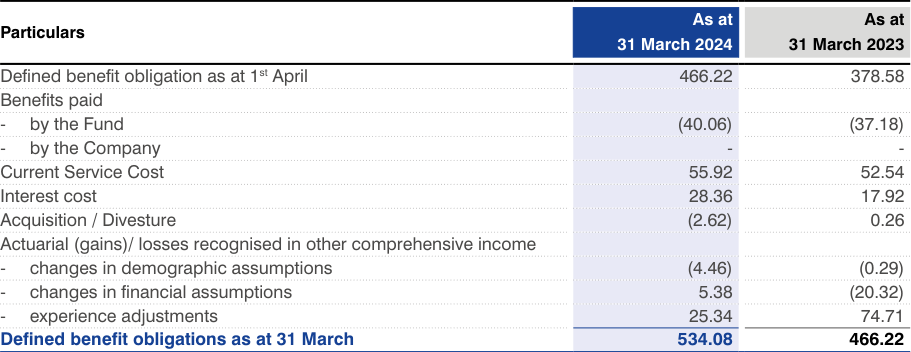 Particulars As at 31 March 2024 As at 31 March 2023
Defined benefit obligation as at 1st April 466.22 378.58
Benefits paid
- by the Fund (40.06) (37.18)
- by the Company - -
Current Service Cost 55.92 52.54
Interest cost 28.36 17.92
Acquisition / Divesture (2.62) 0.26
Actuarial (gains)/ losses recognised in other comprehensive income
- changes in demographic assumptions (4.46) (0.29)
- changes in financial assumptions 5.38 (20.32)
- experience adjustments 25.34 74.71
Defined benefit obligations as at 31 March 534.08 466.22